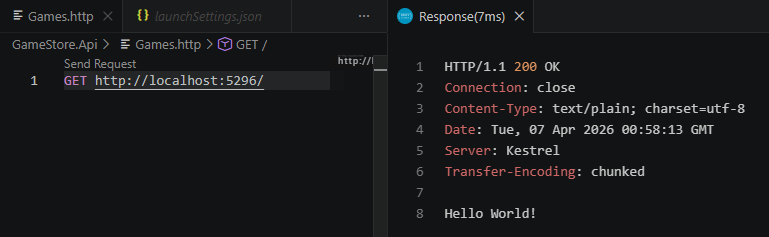 Games.http
launchSettings.json
GameStore.Api > Games.http > GET /
Send Request
1 GET http://localhost:5296/
http://l
Response(7ms)
1 HTTP/1.1 200 OK
2 Connection: close
3 Content-Type: text/plain; charset=utf-8
4 Date: Tue, 07 Apr 2026 00:58:13 GMT
5 Server: Kestrel
6 Transfer-Encoding: chunked
7
8 Hello World!